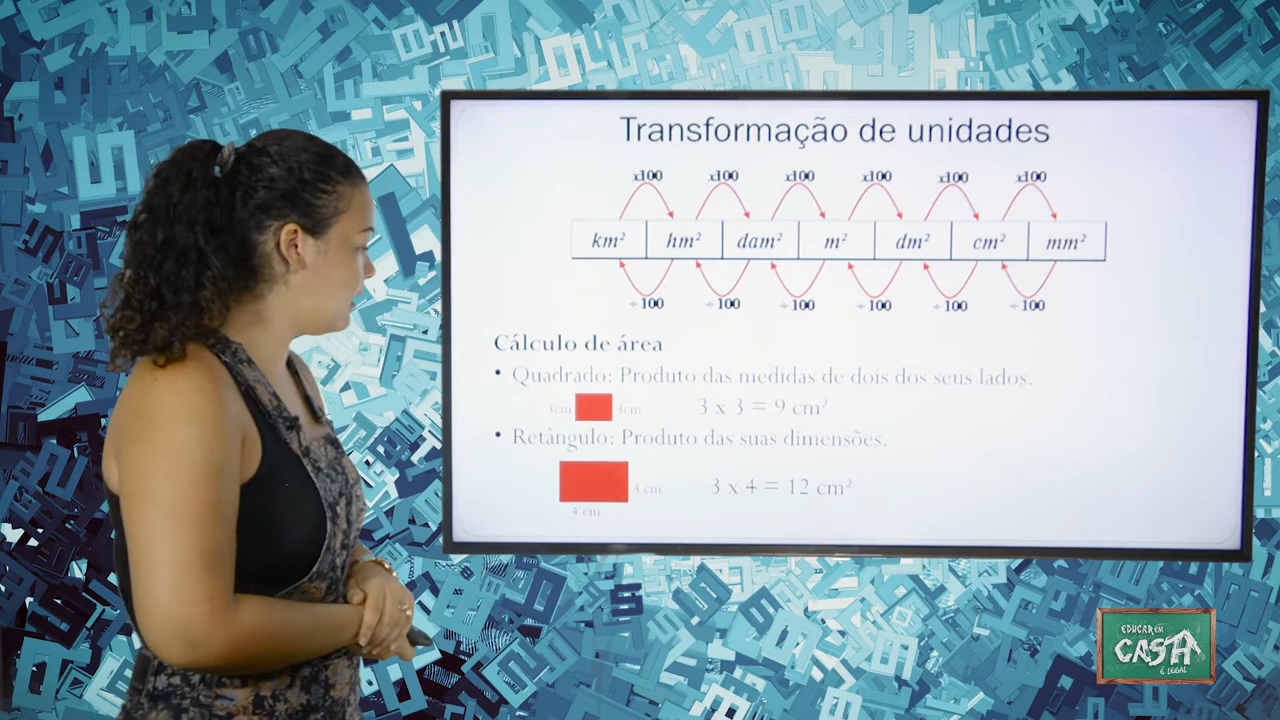 Transformação de unidades
x100 x100 x100 x100 x100 x100
km² hm² dam² m² dm² cm² mm²
÷100 ÷100 ÷100 ÷100 ÷100 ÷100
Cálculo de área
• Quadrado: Produto das medidas de dois dos seus lados.
3cm 3cm 3 x 3 = 9 cm²
• Retângulo: Produto das suas dimensões.
3 cm 3 x 4 = 12 cm²
4 cm
EDUCAR EM
CASA
É LEGAL